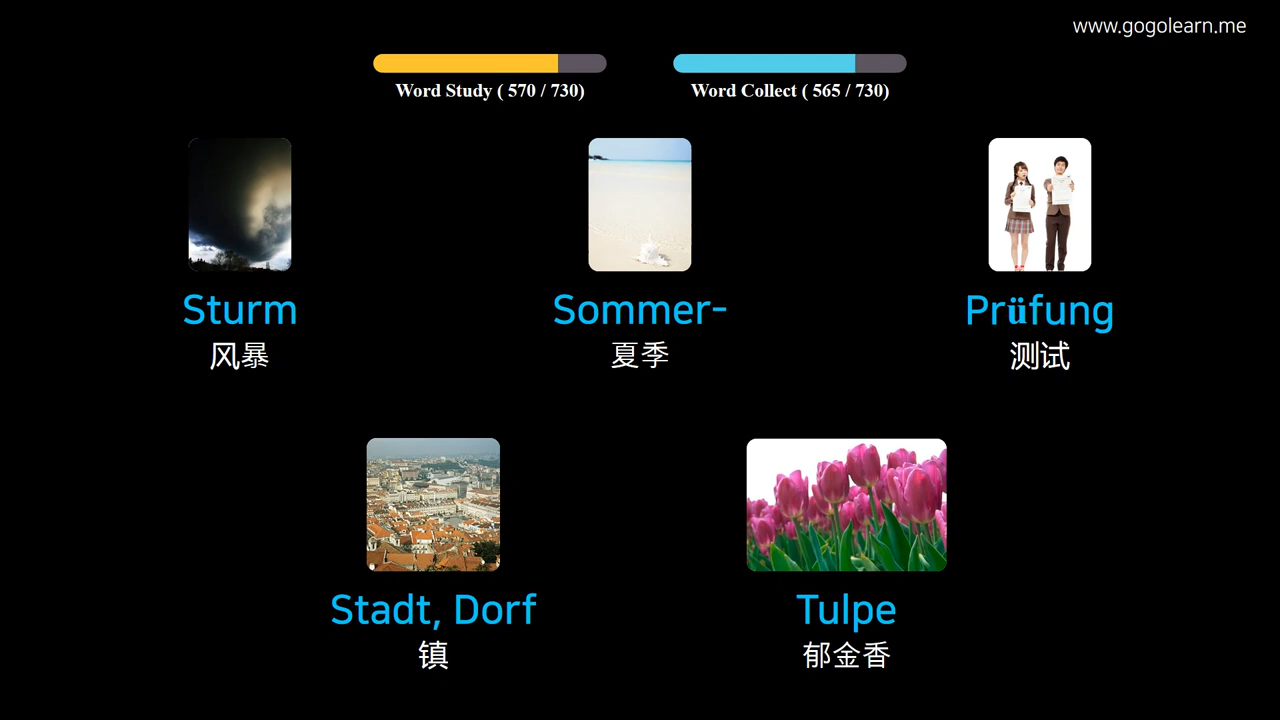 www.gogolearn.me
Word Study ( 570 / 730)
Word Collect ( 565 / 730)
Sturm
风暴
Sommer-
夏季
Prüfung
测试
Stadt, Dorf
镇
Tulpe
郁金香